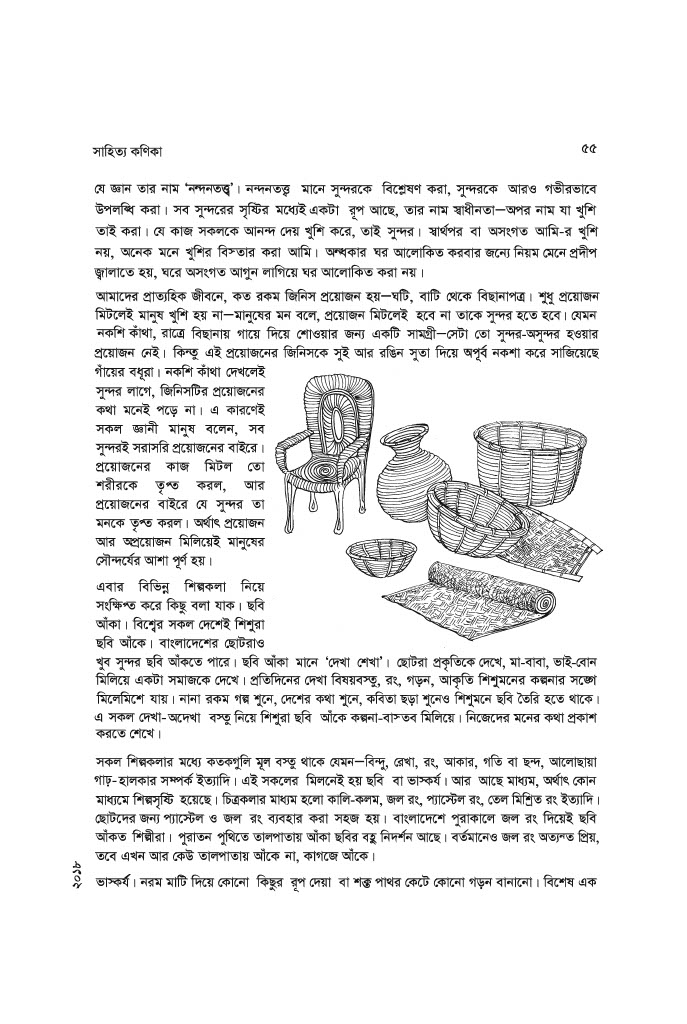 সাহিত্য কণিকা ৫৫
যে জ্ঞান তার নাম ‘নন্দনতত্ত্ব’। নন্দনতত্ত্ব মানে সুন্দরকে বিশ্লেষণ করা, সুন্দরকে আরও গভীরভাবে
উপলব্ধি করা। সব সুন্দরের সৃষ্টির মধ্যেই একটা রূপ আছে, তার নাম স্বাধীনতা—অপর নাম যা খুশি
তাই করা। যে কাজ সকলকে আনন্দ দেয় খুশি করে, তাই সুন্দর। স্বার্থপর বা অসংগত আমি-র খুশি
নয়, অনেক মনে খুশির বিস্তার করা আমি। অন্ধকার ঘর আলোকিত করবার জন্যে নিয়ম মেনে প্রদীপ
জ্বালাতে হয়, ঘরে অসংগত আগুন লাগিয়ে ঘর আলোকিত করা নয়।
আমাদের প্রাত্যহিক জীবনে, কত রকম জিনিস প্রয়োজন হয়—ঘটি, বাটি থেকে বিছানাপত্র। শুধু প্রয়োজন
মিটলেই মানুষ খুশি হয় না—মানুষের মন বলে, প্রয়োজন মিটলেই হবে না তাকে সুন্দর হতে হবে। যেমন
নকশি কাঁথা, রাত্রে বিছানায় গায়ে দিয়ে শোওয়ার জন্য একটি সামগ্রী—সেটা তো সুন্দর-অসুন্দর হওয়ার
প্রয়োজন নেই। কিন্তু এই প্রয়োজনের জিনিসকে সুই আর রঙিন সুতা দিয়ে অপূর্ব নকশা করে সাজিয়েছে
গাঁয়ের বধূরা। নকশি কাঁথা দেখলেই
সুন্দর লাগে, জিনিসটির প্রয়োজনের
কথা মনেই পড়ে না। এ কারণেই
সকল জ্ঞানী মানুষ বলেন, সব
সুন্দরই সরাসরি প্রয়োজনের বাইরে।
প্রয়োজনের কাজ মিটল তো
শরীরকে তৃপ্ত করল, আর
প্রয়োজনের বাইরে যে সুন্দর তা
মনকে তৃপ্ত করল। অর্থাৎ প্রয়োজন
আর অপ্রয়োজন মিলিয়েই মানুষের
সৌন্দর্যের আশা পূর্ণ হয়।
এবার বিভিন্ন শিল্পকলা নিয়ে
সংক্ষিপ্ত করে কিছু বলা যাক। ছবি
আঁকা। বিশ্বের সকল দেশেই শিশুরা
ছবি আঁকে। বাংলাদেশের ছোটরাও
খুব সুন্দর ছবি আঁকতে পারে। ছবি আঁকা মানে ‘দেখা শেখা’। ছোটরা প্রকৃতিকে দেখে, মা-বাবা, ভাই-বোন
মিলিয়ে একটা সমাজকে দেখে। প্রতিদিনের দেখা বিষয়বস্তু, রং, গড়ন, আকৃতি শিশুমনের কল্পনার সঙ্গে
মিলেমিশে যায়। নানা রকম গল্প শুনে, দেশের কথা শুনে, কবিতা ছড়া শুনেও শিশুমনে ছবি তৈরি হতে থাকে।
এ সকল দেখা-অদেখা বস্তু নিয়ে শিশুরা ছবি আঁকে কল্পনা-বাস্তব মিলিয়ে। নিজেদের মনের কথা প্রকাশ
করতে শেখে।
সকল শিল্পকলার মধ্যে কতকগুলি মূল বস্তু থাকে যেমন—বিন্দু, রেখা, রং, আকার, গতি বা ছন্দ, আলোছায়া
গাঢ়-হালকার সম্পর্ক ইত্যাদি। এই সকলের মিলনেই হয় ছবি বা ভাস্কর্য। আর আছে মাধ্যম, অর্থাৎ কোন
মাধ্যমে শিল্পসৃষ্টি হয়েছে। চিত্রকলার মাধ্যম হলো কালি-কলম, জল রং, প্যাস্টেল রং, তেল মিশ্রিত রং ইত্যাদি।
ছোটদের জন্য প্যাস্টেল ও জল রং ব্যবহার করা সহজ হয়। বাংলাদেশে পুরাকালে জল রং দিয়েই ছবি
আঁকত শিল্পীরা। পুরাতন পুথিতে তালপাতায় আঁকা ছবির বহু নিদর্শন আছে। বর্তমানেও জল রং অত্যন্ত প্রিয়,
তবে এখন আর কেউ তালপাতায় আঁকে না, কাগজে আঁকে।
ভাস্কর্য। নরম মাটি দিয়ে কোনো কিছুর রূপ দেয়া বা শক্ত পাথর কেটে কোনো গড়ন বানানো। বিশেষ এক
২০১৮